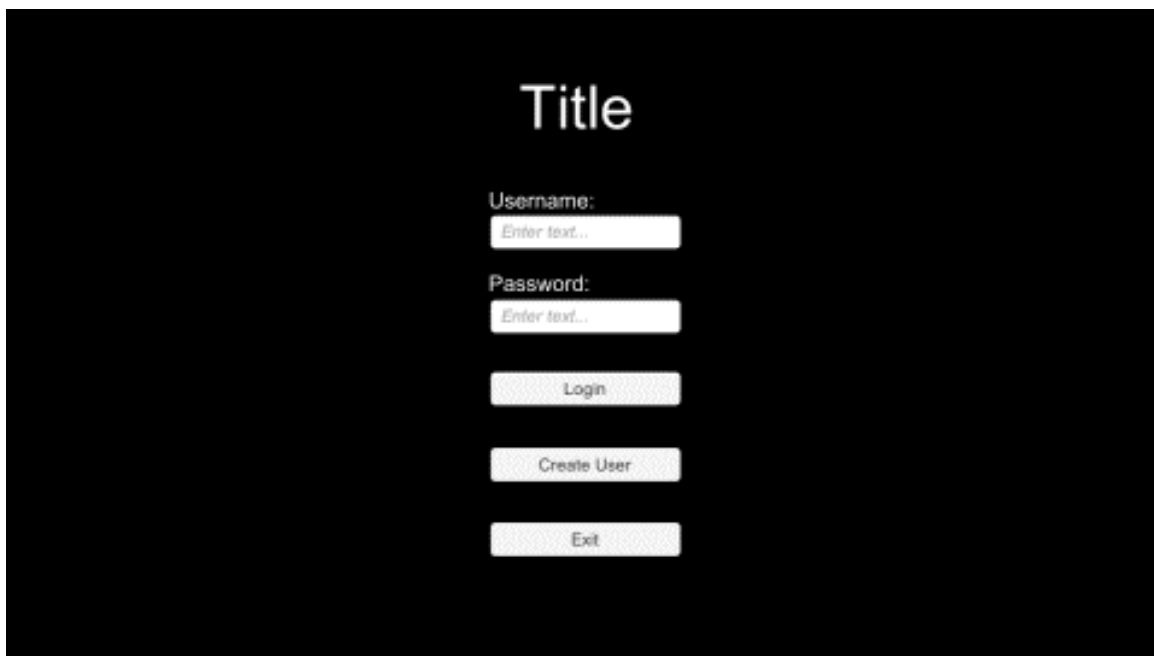 Title
Username:
Enter text...
Password:
Enter text...
Login
Create User
Exit